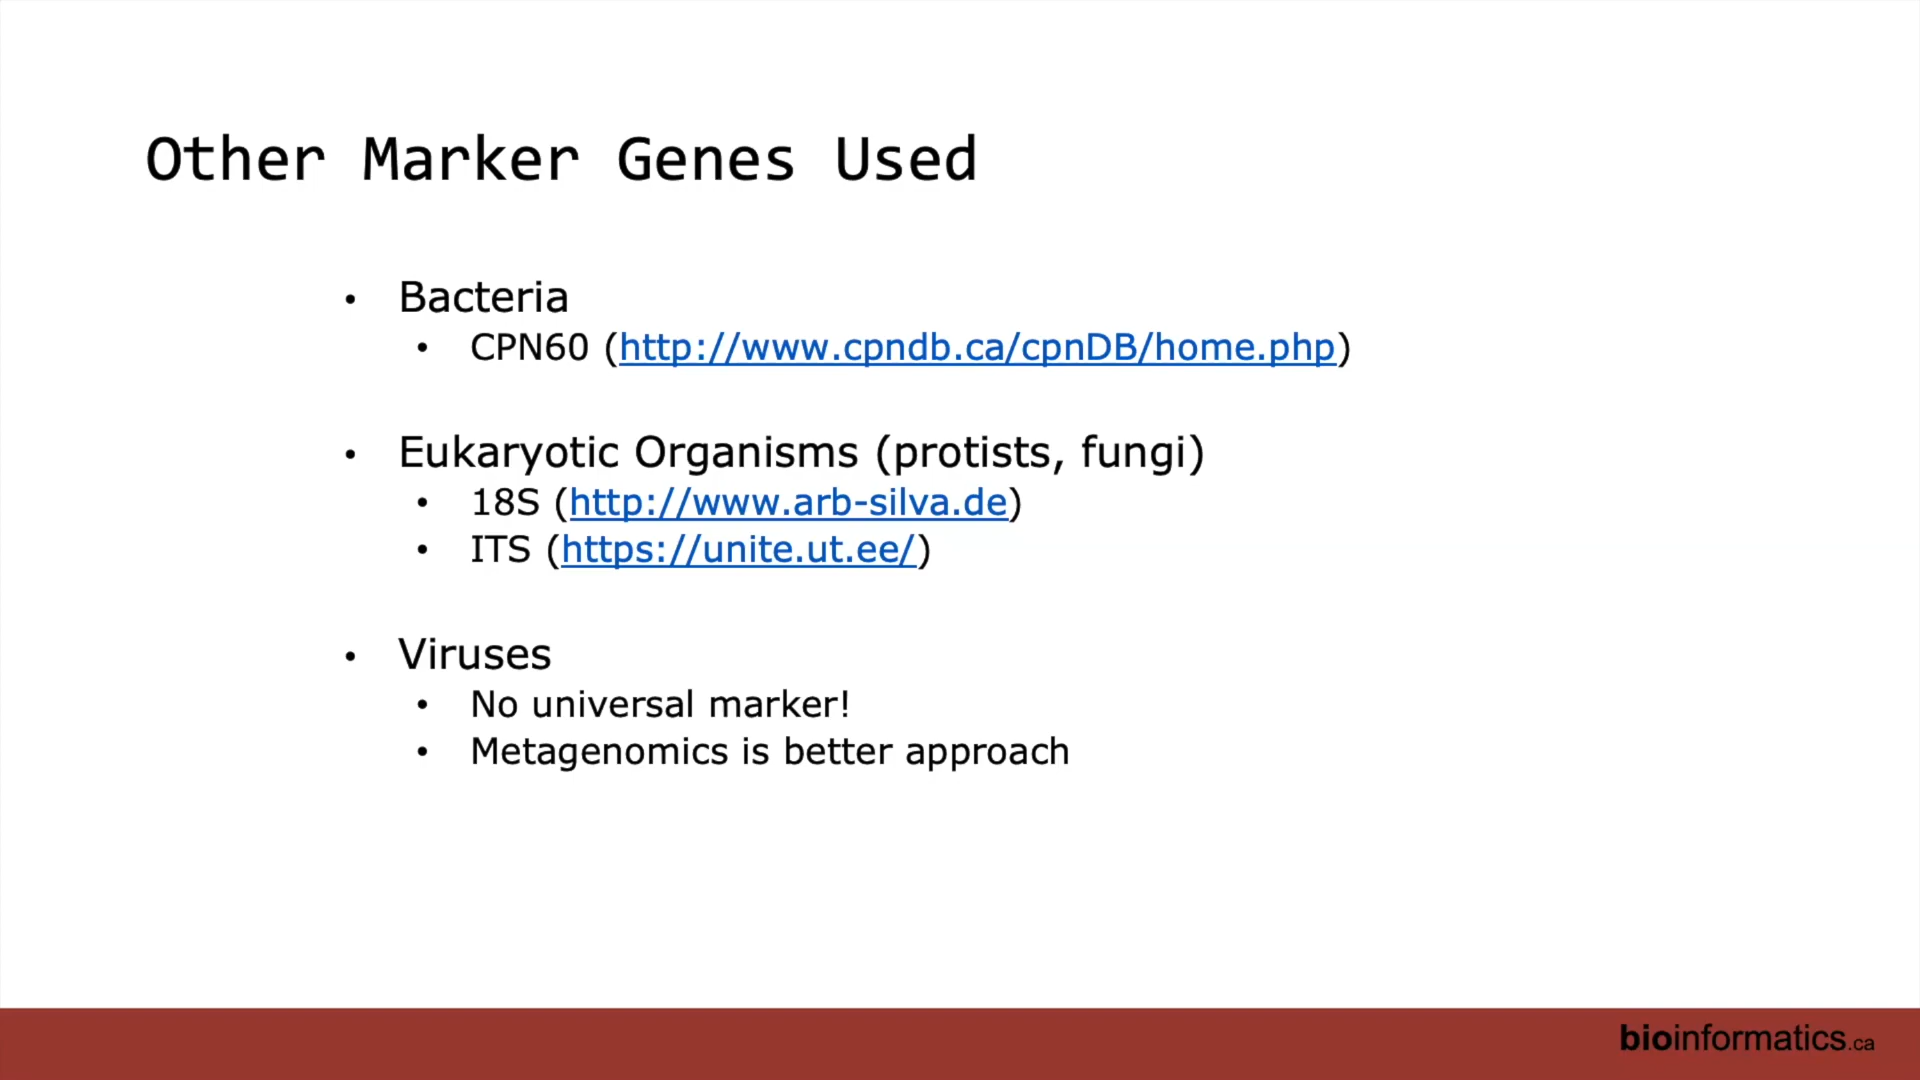 Other Marker Genes Used
• Bacteria
• CPN60 (http://www.cpndb.ca/cpnDB/home.php)
• Eukaryotic Organisms (protists, fungi)
• 18S (http://www.arb-silva.de)
• ITS (https://unite.ut.ee/)
• Viruses
• No universal marker!
• Metagenomics is better approach
bioinformatics.ca